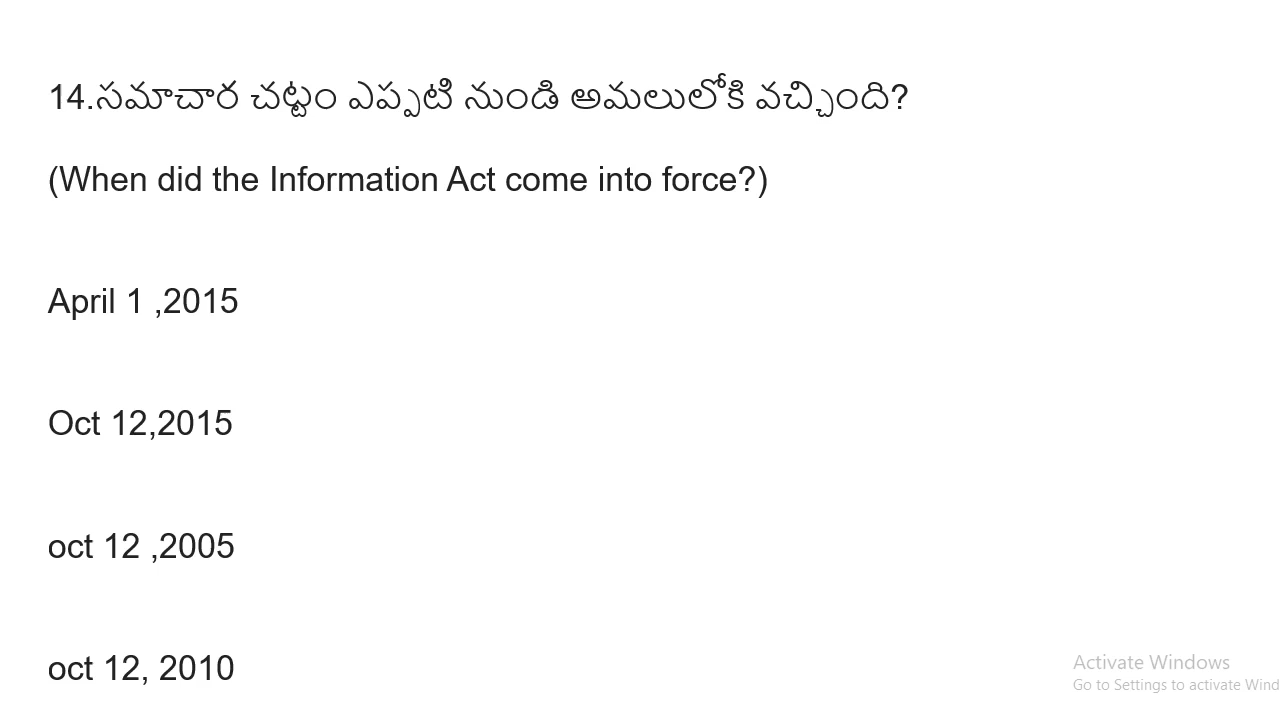 14.సమాచార చట్టం ఎప్పటి నుండి అమలులోకి వచ్చింది?
(When did the Information Act come into force?)
April 1 ,2015
Oct 12,2015
oct 12 ,2005
oct 12, 2010
Activate Windows
Go to Settings to activate Wind